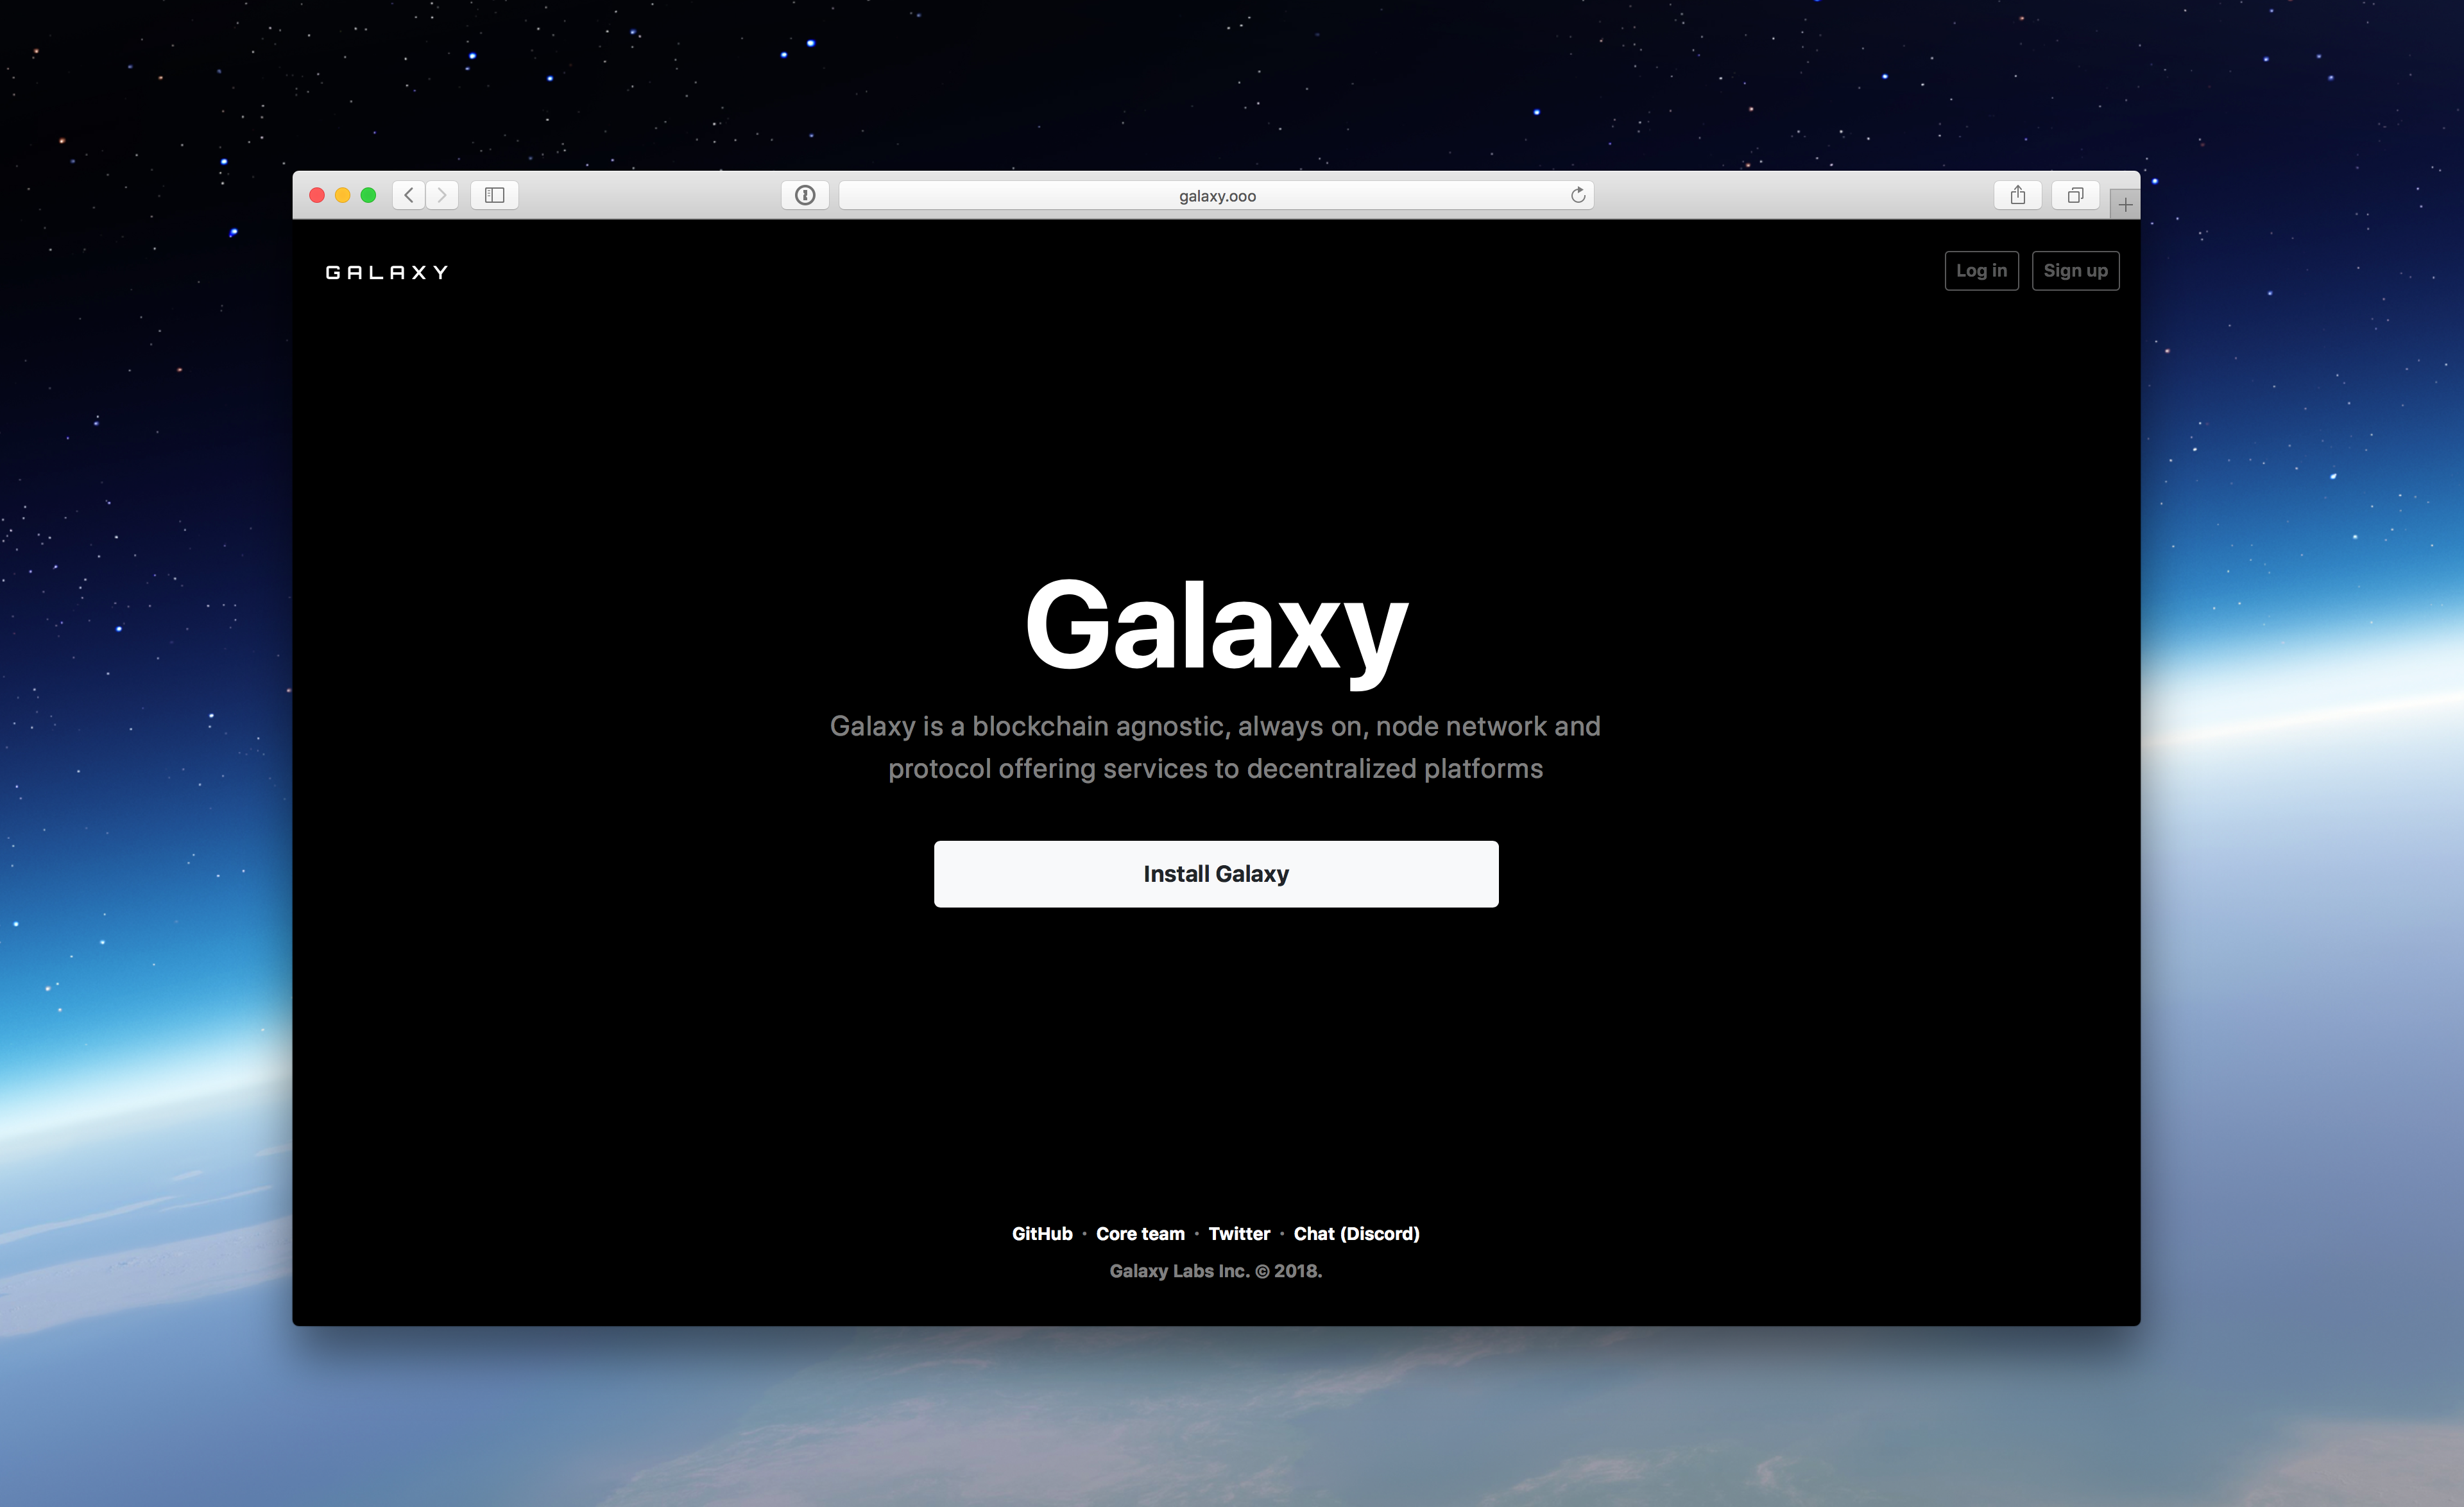 galaxy.ooo
GALAXY
Log in
Sign up
Galaxy
Galaxy is a blockchain agnostic, always on, node network and
protocol offering services to decentralized platforms
Install Galaxy
GitHub · Core team · Twitter · Chat (Discord)
Galaxy Labs Inc. © 2018.